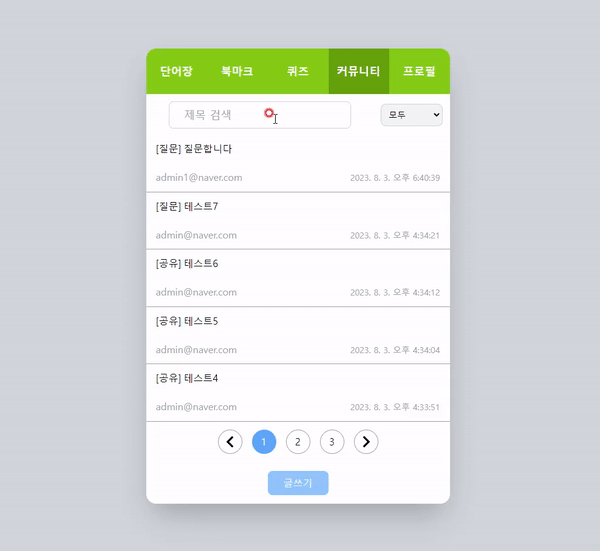 단어장 북마크 퀴즈 커뮤니티 프로필
제목 검색 모두
[질문] 질문합니다
admin1@naver.com 2023. 8. 3. 오후 6:40:39
[질문] 테스트7
admin@naver.com 2023. 8. 3. 오후 4:34:21
[공유] 테스트6
admin@naver.com 2023. 8. 3. 오후 4:34:12
[공유] 테스트5
admin@naver.com 2023. 8. 3. 오후 4:34:04
[공유] 테스트4
admin@naver.com 2023. 8. 3. 오후 4:33:51
1 2 3
글쓰기